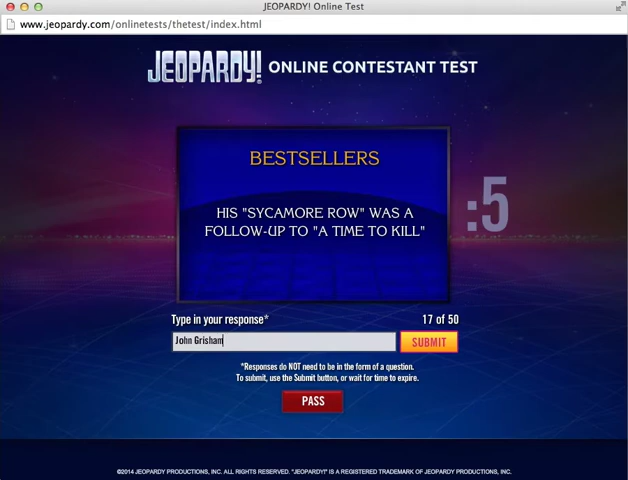 JEOPARDY! Online Test
www.jeopardy.com/onlinetests/thetest/index.html
JEOPARDY! ONLINE CONTESTANT TEST
BESTSELLERS
HIS "SYCAMORE ROW" WAS A
FOLLOW-UP TO "A TIME TO KILL"
:5
Type in your response*
17 of 50
John Grisham
SUBMIT
*Responses do NOT need to be in the form of a question.
To submit, use the Submit button, or wait for time to expire.
PASS
©2014 JEOPARDY PRODUCTIONS, INC. ALL RIGHTS RESERVED. "JEOPARDY!" IS A REGISTERED TRADEMARK OF JEOPARDY PRODUCTIONS, INC.